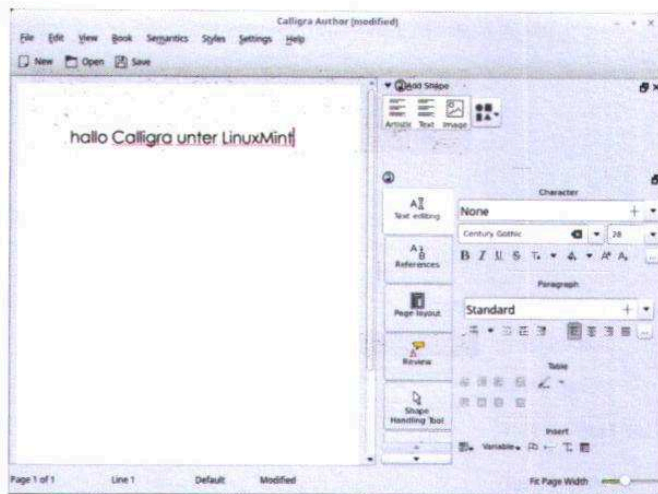 Calligra Author (modified)
File Edit View Book Semantics Styles Settings Help
New Open Save
hallo Calligra unter LinuxMint
Add Shape
Artistic Text Image
Text editing
References
Page layout
Review
Shape
Handling Tool
Character
None
Century Gothic 28
Paragraph
Standard
Table
Insert
Variable
Page 1 of 1 Line 1 Default Modified Fit Page Width